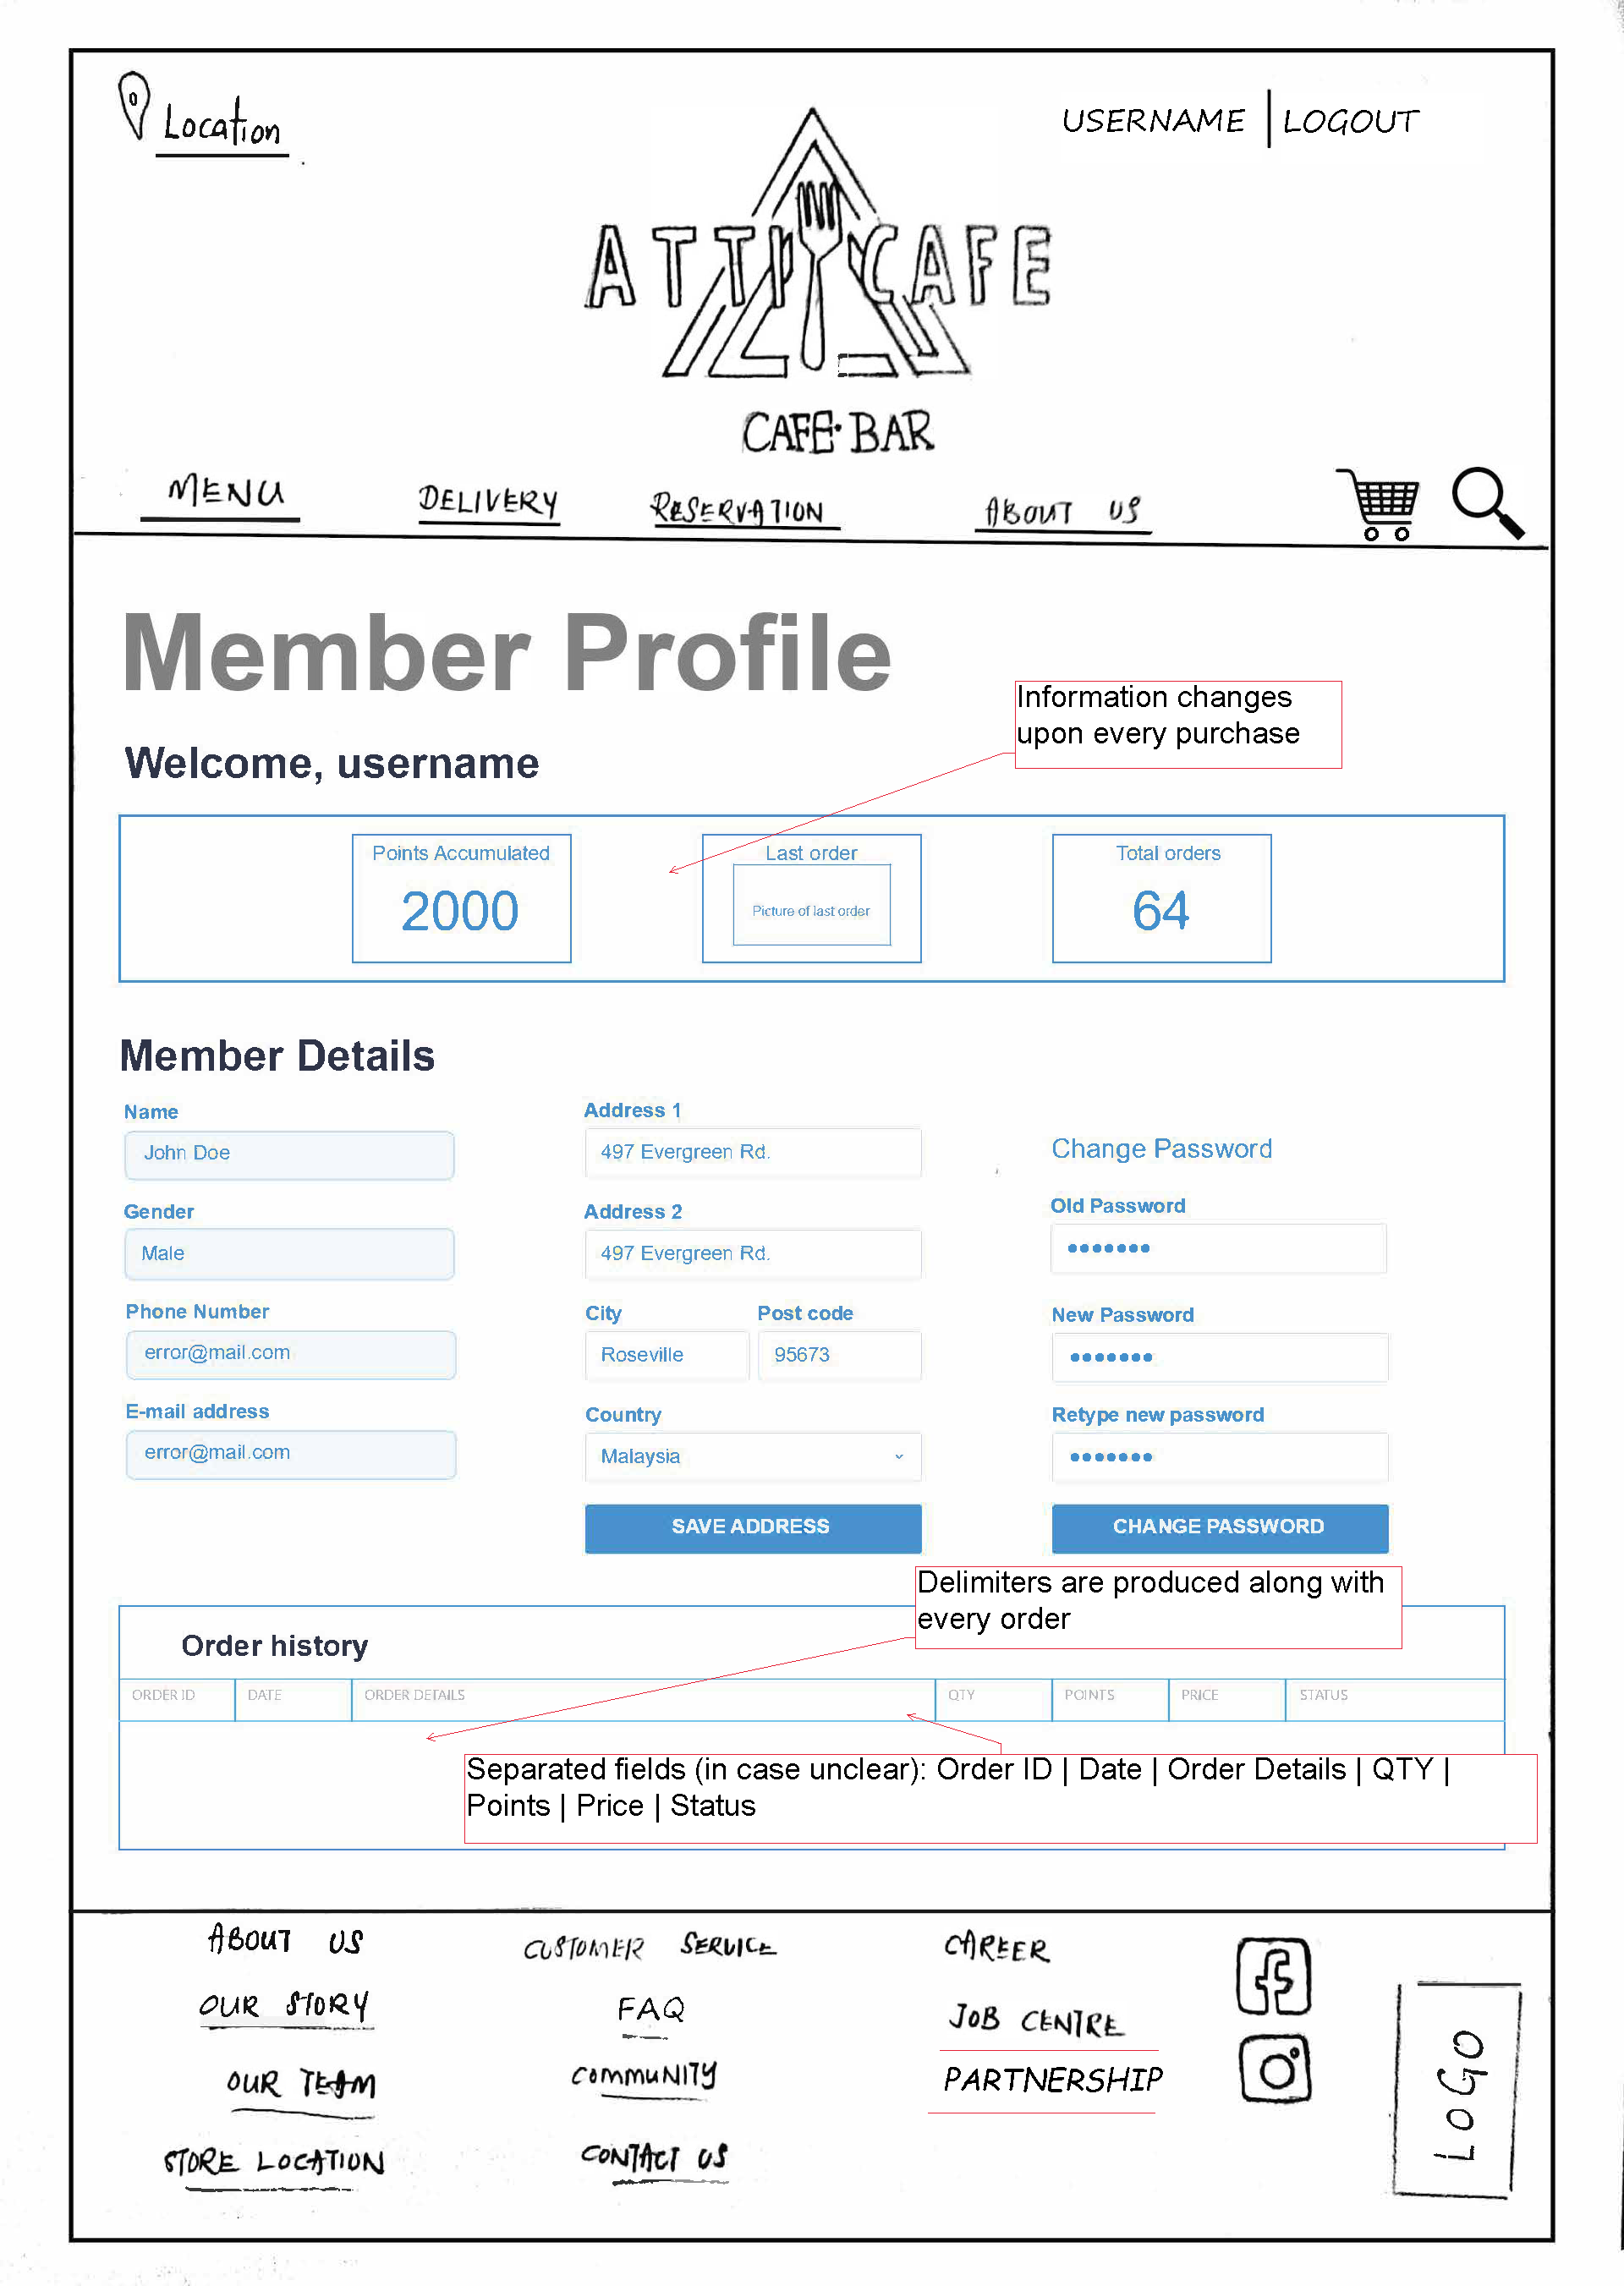 Location
USERNAME | LOGOUT
ATTIC CAFE
CAFE·BAR
MENU
DELIVERY
RESERVATION
ABOUT US
Member Profile
Information changes
upon every purchase
Welcome, username
Points Accumulated
2000
Last order
Picture of last order
Total orders
64
Member Details
Name
John Doe
Gender
Male
Phone Number
error@mail.com
E-mail address
error@mail.com
Address 1
497 Evergreen Rd.
Address 2
497 Evergreen Rd.
City
Post code
Roseville
95673
Country
Malaysia
SAVE ADDRESS
Change Password
Old Password
•••••••
New Password
•••••••
Retype new password
•••••••
CHANGE PASSWORD
Delimiters are produced along with
every order
Order history
ORDER ID
DATE
ORDER DETAILS
QTY
POINTS
PRICE
STATUS
Separated fields (in case unclear): Order ID | Date | Order Details | QTY |
Points | Price | Status
ABOUT US
OUR STORY
OUR TEAM
STORE LOCATION
CUSTOMER SERVICE
FAQ
COMMUNITY
CONTACT US
CAREER
JOB CENTRE
PARTNERSHIP
LOGO